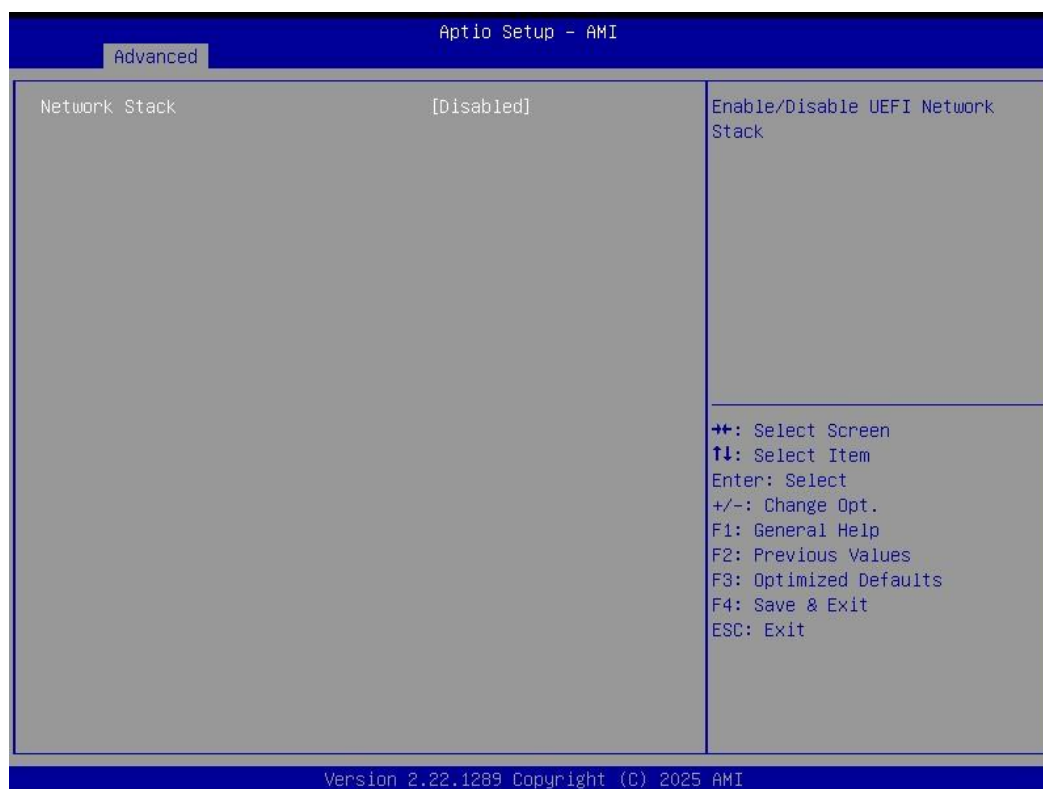 Aptio Setup – AMI
Advanced
Network Stack [Disabled]
Enable/Disable UEFI Network
Stack
→←: Select Screen
↑↓: Select Item
Enter: Select
+/-: Change Opt.
F1: General Help
F2: Previous Values
F3: Optimized Defaults
F4: Save & Exit
ESC: Exit
Version 2.22.1289 Copyright (C) 2025 AMI